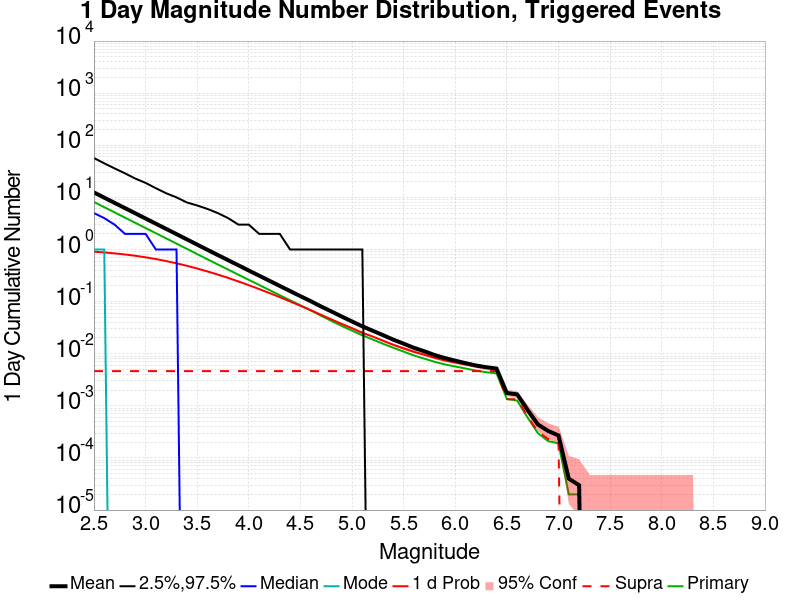 1 Day Magnitude Number Distribution, Triggered Events
1 Day Cumulative Number
10^4
10^3
10^2
10^1
10^0
10^-1
10^-2
10^-3
10^-4
10^-5
2.5 3.0 3.5 4.0 4.5 5.0 5.5 6.0 6.5 7.0 7.5 8.0 8.5 9.0
Magnitude
Mean 2.5%,97.5% Median Mode 1 d Prob 95% Conf Supra Primary